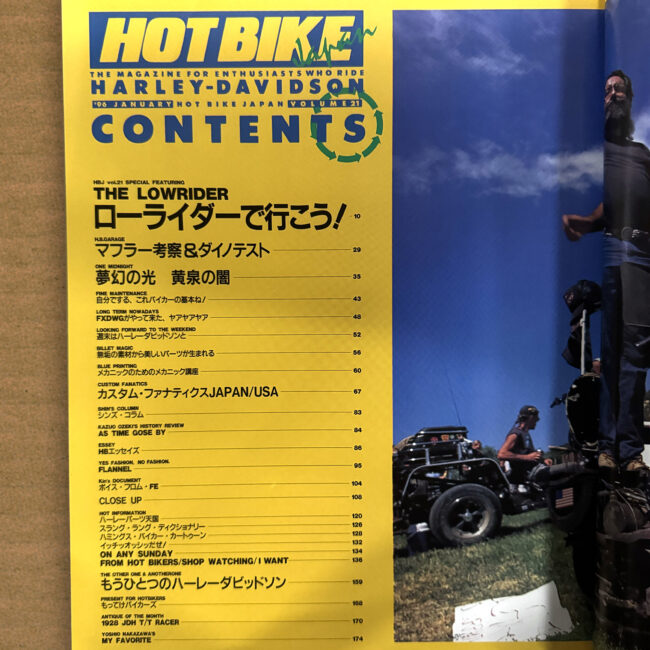 HOT BIKE
Japan
THE MAGAZINE FOR ENTHUSIASTS WHO RIDE
HARLEY-DAVIDSON
'96 JANUARY HOT BIKE JAPAN VOLUME 21
CONTENTS
HBJ vol.21 SPECIAL FEATURING
THE LOWRIDER
ローライダーで行こう! 10
H.B.GARAGE
マフラー考察&ダイノテスト 29
ONE MIDNIGHT
夢幻の光 黄泉の闇 35
FINE MAINTENANCE
自分でする、これバイカーの基本ね! 43
LONG TERM NOWADAYS
FXDWGがやって来た、ヤアヤアヤア 48
LOOKING FORWARD TO THE WEEKEND
週末はハーレーダビッドソンと 52
BILLET MAGIC
無垢の素材から美しいパーツが生まれる 56
BLUE PRINTING
メカニックのためのメカニック講座 60
CUSTOM FANATICS
カスタム・ファナティクスJAPAN/USA 67
SHIN'S COLUMN
シンズ・コラム 83
KAZUO OZEKI'S HISTORY REVIEW
AS TIME GOSE BY 84
ESSEY
HBエッセイズ 86
YES FASHION, NO FASHION.
FLANNEL 95
Kin's DOCUMENT
ボイス・フロム・FE 104
CLOSE UP 108
HOT INFORMATION
ハーレーパーツ天国 120
スラング・ラング・ディクショナリー 126
ハミングス・バイカー・カートゥーン 128
イッチッオッシッだぜ! 132
ON ANY SUNDAY 134
FROM HOT BIKERS/SHOP WATCHING/I WANT 136
THE OTHER ONE & ANOTHERONE
もうひとつのハーレーダビッドソン 159
PRESENT FOR HOTBIKERS
もってけバイカーズ 168
ANTIQUE OF THE MONTH
1928 JDH T/T RACER 170
YOSHIO NAKAZAWA'S
MY FAVORITE 174